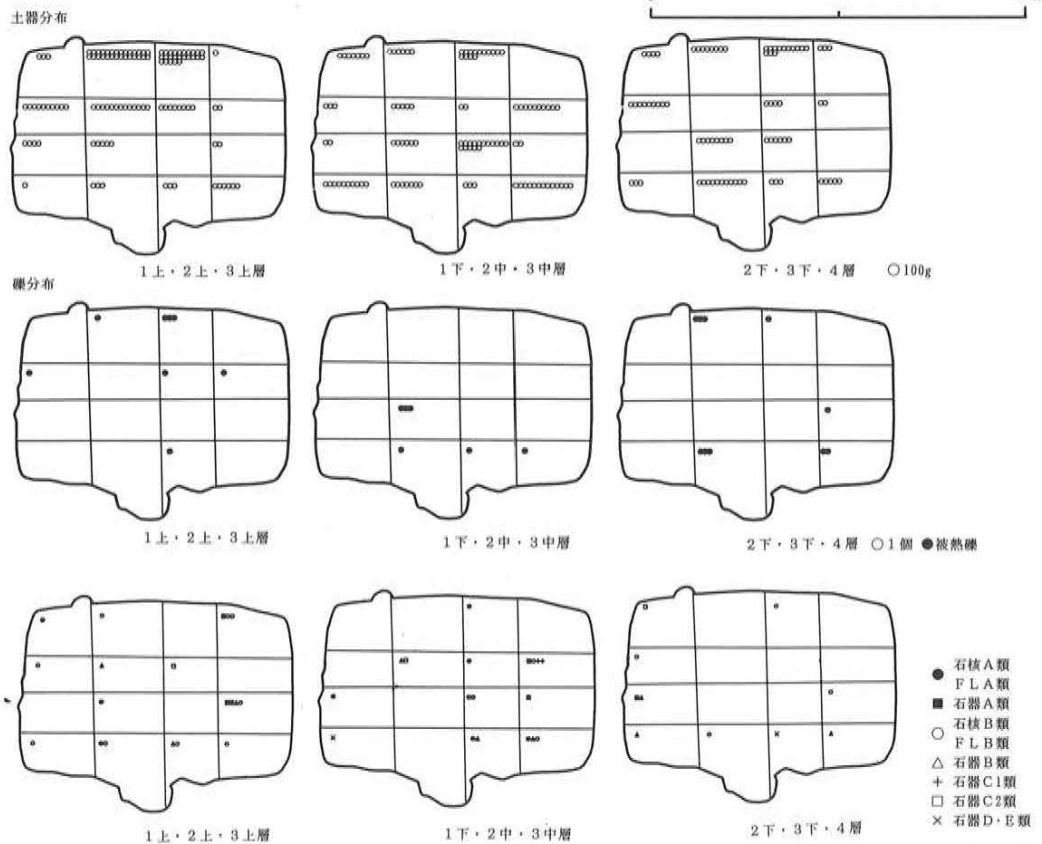 土器分布
1上・2上・3上層
1下・2中・3中層
2下・3下・4層 ○100g
礫分布
1上・2上・3上層
1下・2中・3中層
2下・3下・4層 ○1個 ●被熱礫
● 石核A類
FLA類
■ 石器A類
○ 石核B類
FLB類
△ 石器B類
+ 石器C1類
□ 石器C2類
× 石器D・E類
1上・2上・3上層
1下・2中・3中層
2下・3下・4層